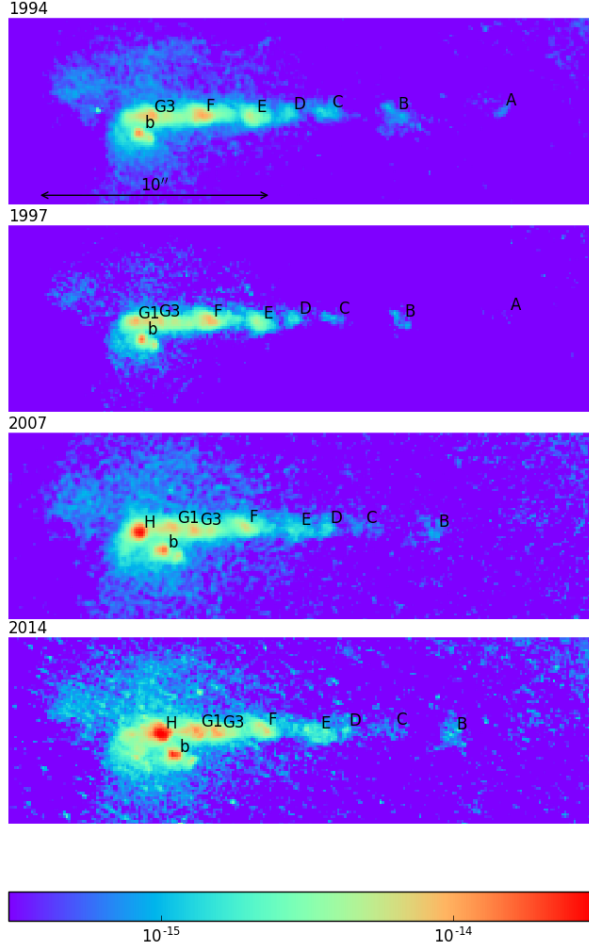 1994
G3 F E D C B A
b
10″
1997
G1 G3 F E D C B A
b
2007
H G1 G3 F E D C B
b
2014
H G1 G3 F E D C B
b
10⁻¹⁵ 10⁻¹⁴